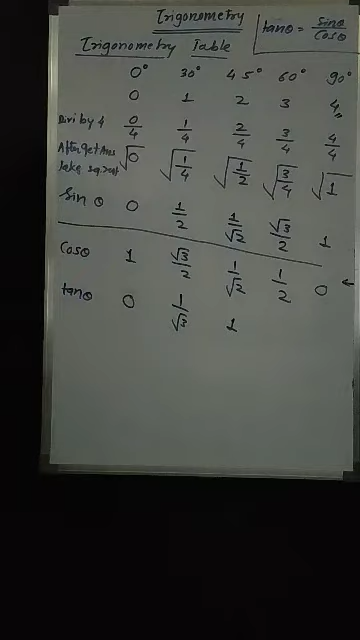 Trigonometry
tanθ = sinθ/cosθ
Trigonometry Table
0° 30° 45° 60° 90°
0 1 2 3 4
Divi by 4 0/4 1/4 2/4 3/4 4/4
After get Ans take sq.root √0 √1/4 √1/2 √3/4 √1
Sin θ 0 1/2 1/√2 √3/2 1
Cosθ 1 √3/2 1/√2 1/2 0 ←
tanθ 0 1/√3 1